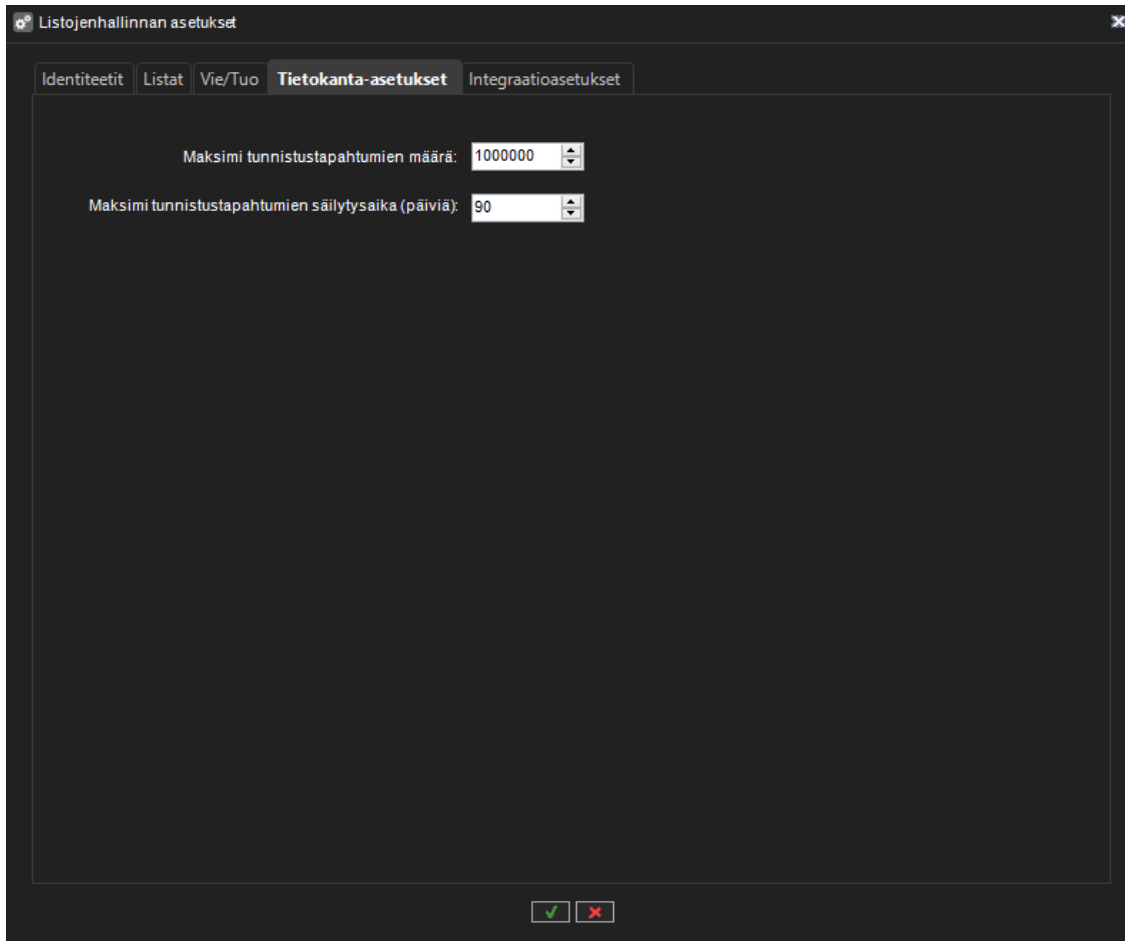 Listojenhallinnan asetukset
Identiteetit Listat Vie/Tuo Tietokanta-asetukset Integraatioasetukset
Maksimi tunnistustapahtumien määrä: 1000000
Maksimi tunnistustapahtumien säilytysaika (päiviä): 90